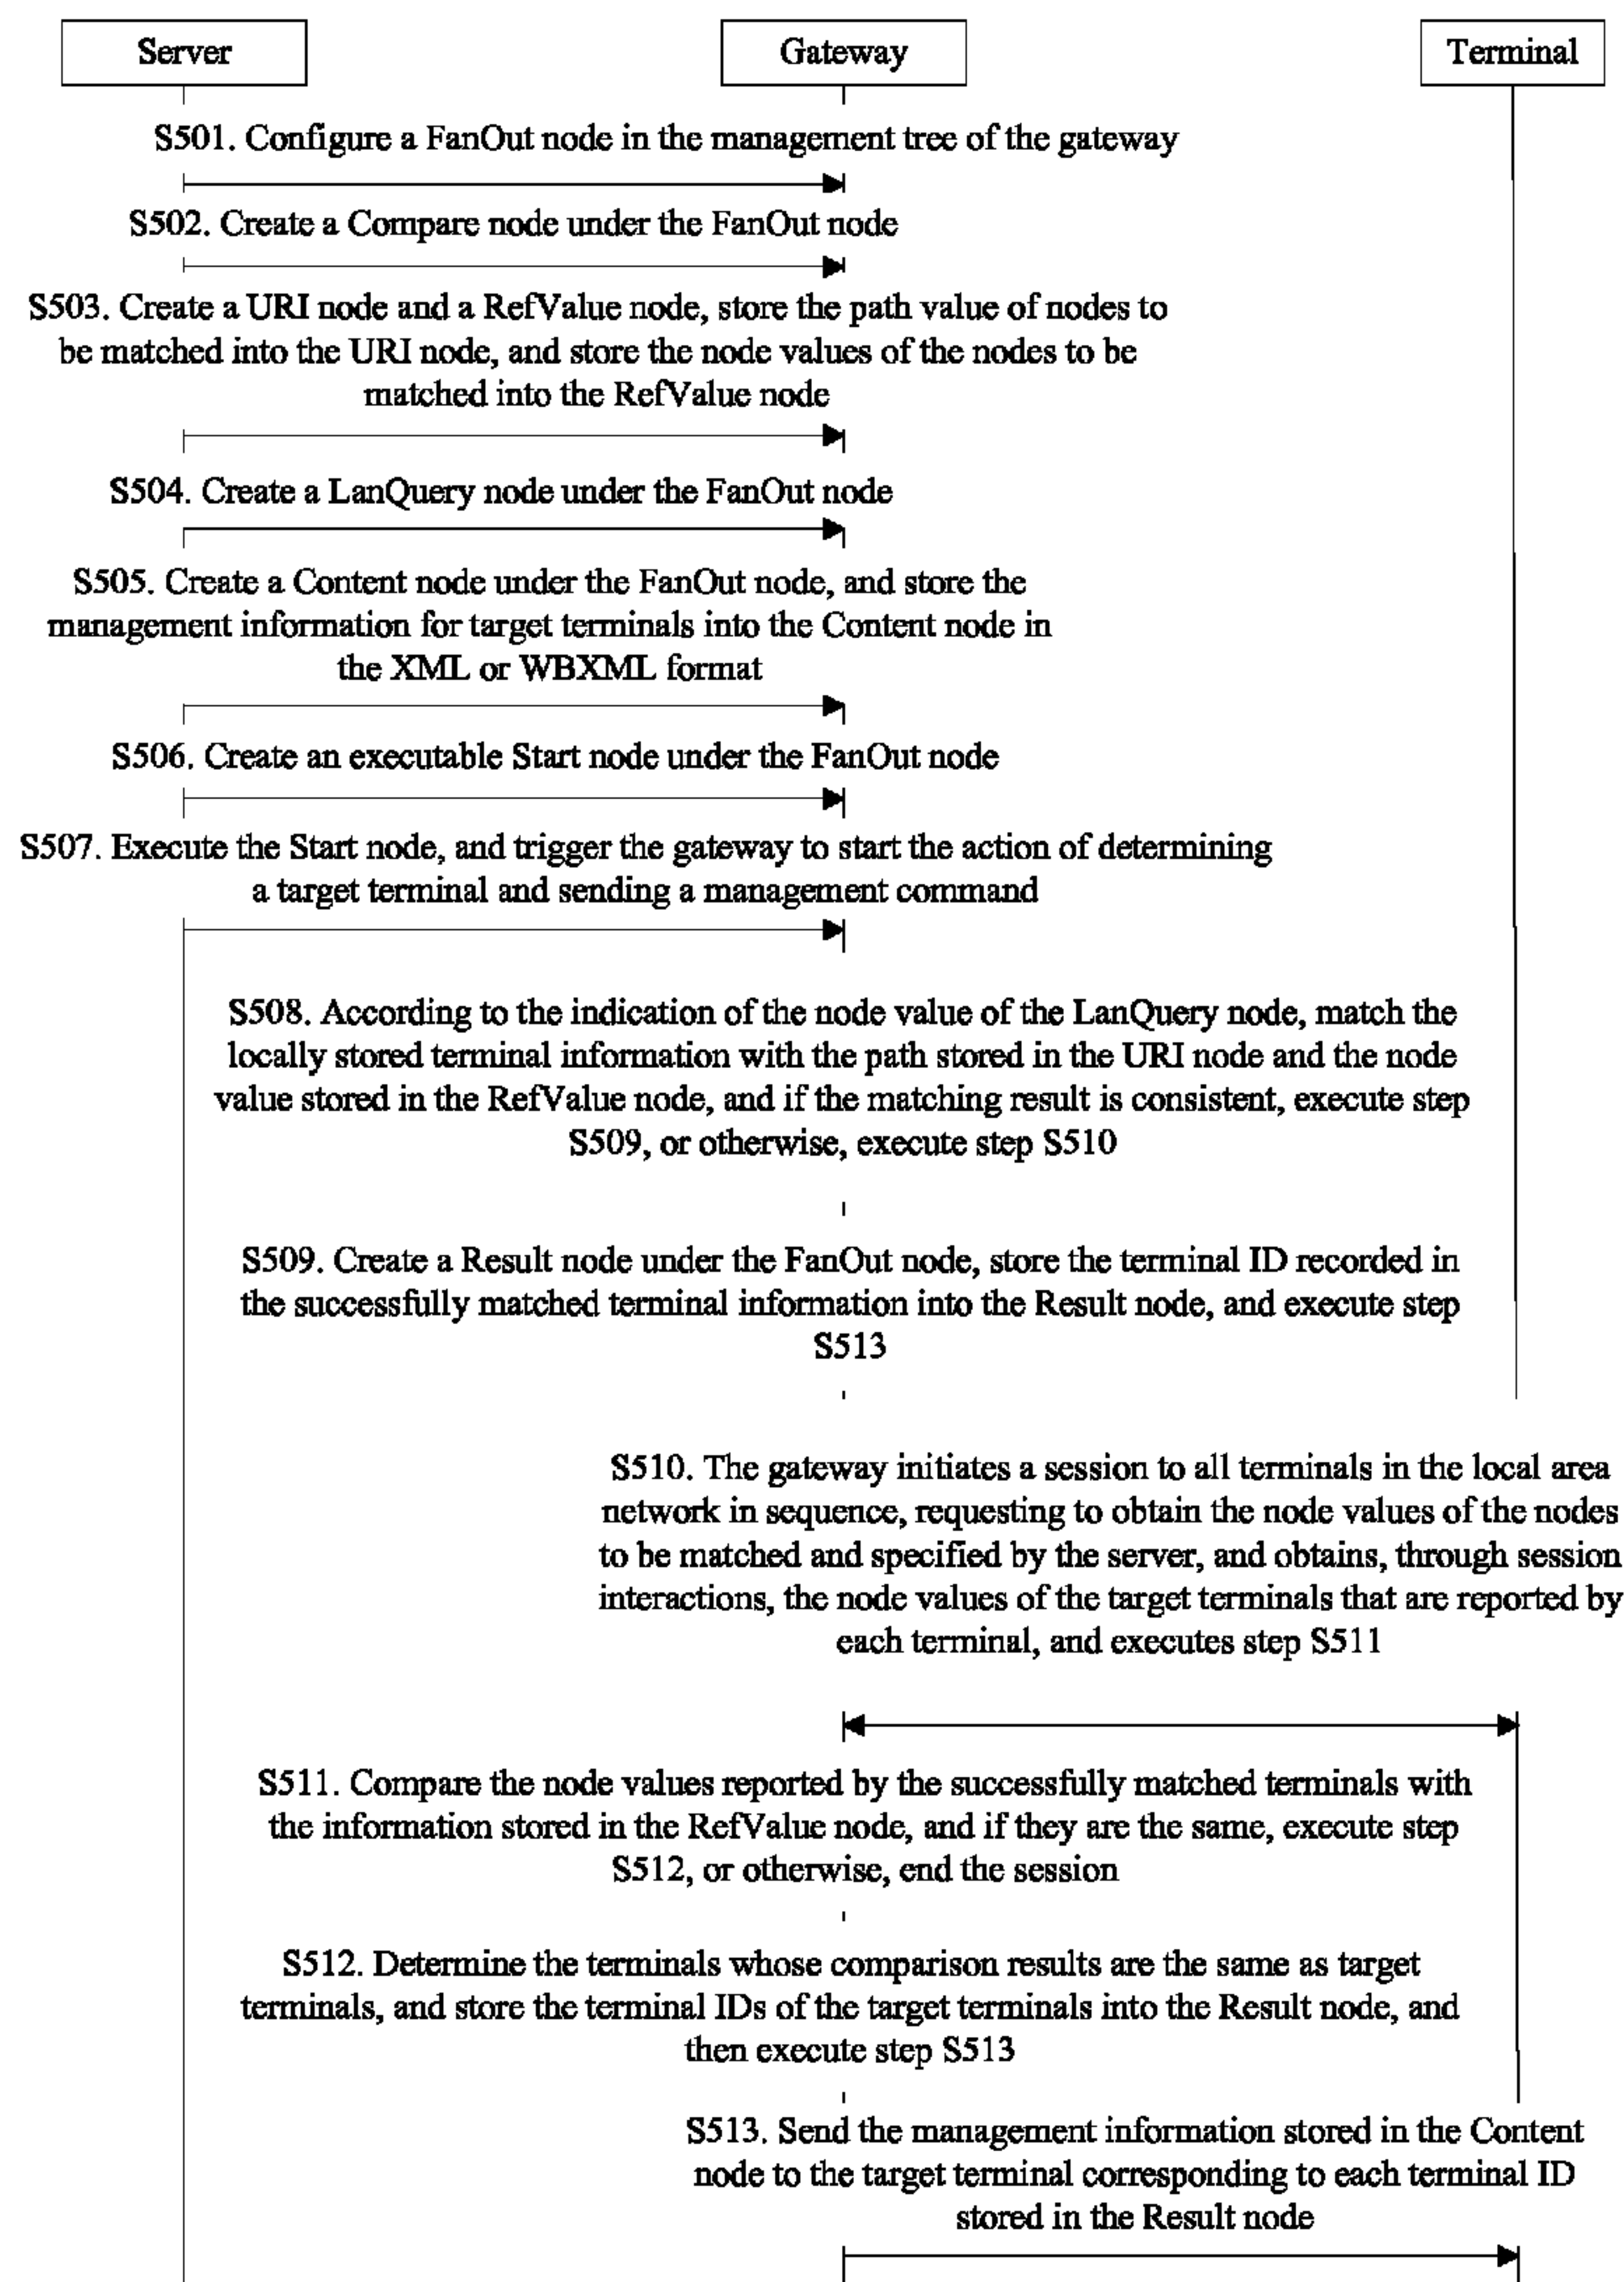 Server
Gateway
Terminal
S501. Configure a FanOut node in the management tree of the gateway
S502. Create a Compare node under the FanOut node
S503. Create a URI node and a RefValue node, store the path value of nodes to
be matched into the URI node, and store the node values of the nodes to be
matched into the RefValue node
S504. Create a LanQuery node under the FanOut node
S505. Create a Content node under the FanOut node, and store the
management information for target terminals into the Content node in
the XML or WBXML format
S506. Create an executable Start node under the FanOut node
S507. Execute the Start node, and trigger the gateway to start the action of determining
a target terminal and sending a management command
S508. According to the indication of the node value of the LanQuery node, match the
locally stored terminal information with the path stored in the URI node and the node
value stored in the RefValue node, and if the matching result is consistent, execute step
S509, or otherwise, execute step S510
S509. Create a Result node under the FanOut node, store the terminal ID recorded in
the successfully matched terminal information into the Result node, and execute step
S513
S510. The gateway initiates a session to all terminals in the local area
network in sequence, requesting to obtain the node values of the nodes
to be matched and specified by the server, and obtains, through session
interactions, the node values of the target terminals that are reported by
each terminal, and executes step S511
S511. Compare the node values reported by the successfully matched terminals with
the information stored in the RefValue node, and if they are the same, execute step
S512, or otherwise, end the session
S512. Determine the terminals whose comparison results are the same as target
terminals, and store the terminal IDs of the target terminals into the Result node, and
then execute step S513
S513. Send the management information stored in the Content
node to the target terminal corresponding to each terminal ID
stored in the Result node